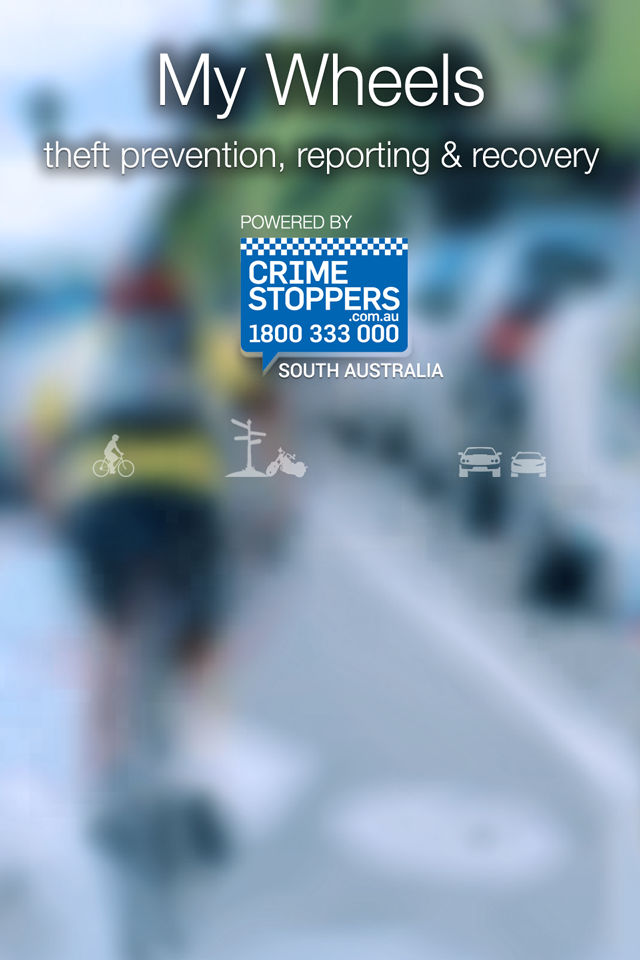 My Wheels
theft prevention, reporting & recovery
POWERED BY
CRIME
STOPPERS
.com.au
1800 333 000
SOUTH AUSTRALIA